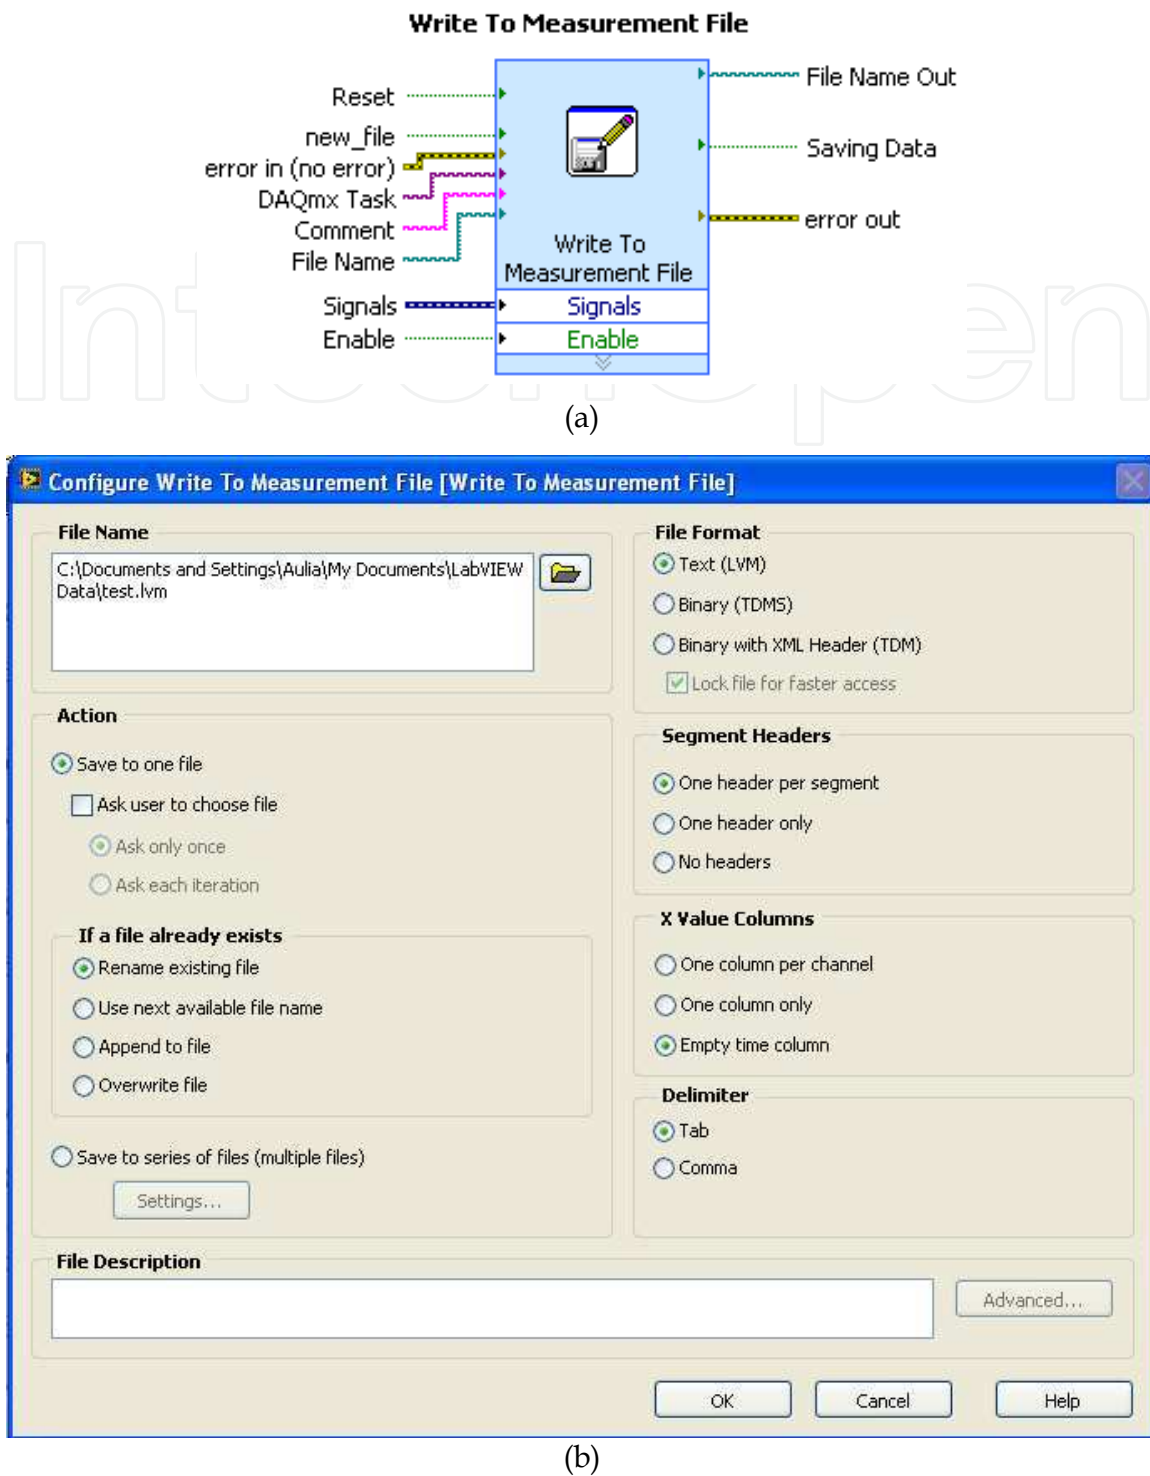 Write To Measurement File
Reset
new_file
error in (no error)
DAQmx Task
Comment
File Name
Signals
Enable
Write To
Measurement File
Signals
Enable
File Name Out
Saving Data
error out
IntechOpen
(a)
Configure Write To Measurement File [Write To Measurement File]
File Name
C:\Documents and Settings\Aulia\My Documents\LabVIEW
Data\test.lvm
Action
Save to one file
Ask user to choose file
Ask only once
Ask each iteration
If a file already exists
Rename existing file
Use next available file name
Append to file
Overwrite file
Save to series of files (multiple files)
Settings...
File Format
Text (LVM)
Binary (TDMS)
Binary with XML Header (TDM)
Lock file for faster access
Segment Headers
One header per segment
One header only
No headers
X Value Columns
One column per channel
One column only
Empty time column
Delimiter
Tab
Comma
File Description
Advanced...
OK
Cancel
Help
(b)